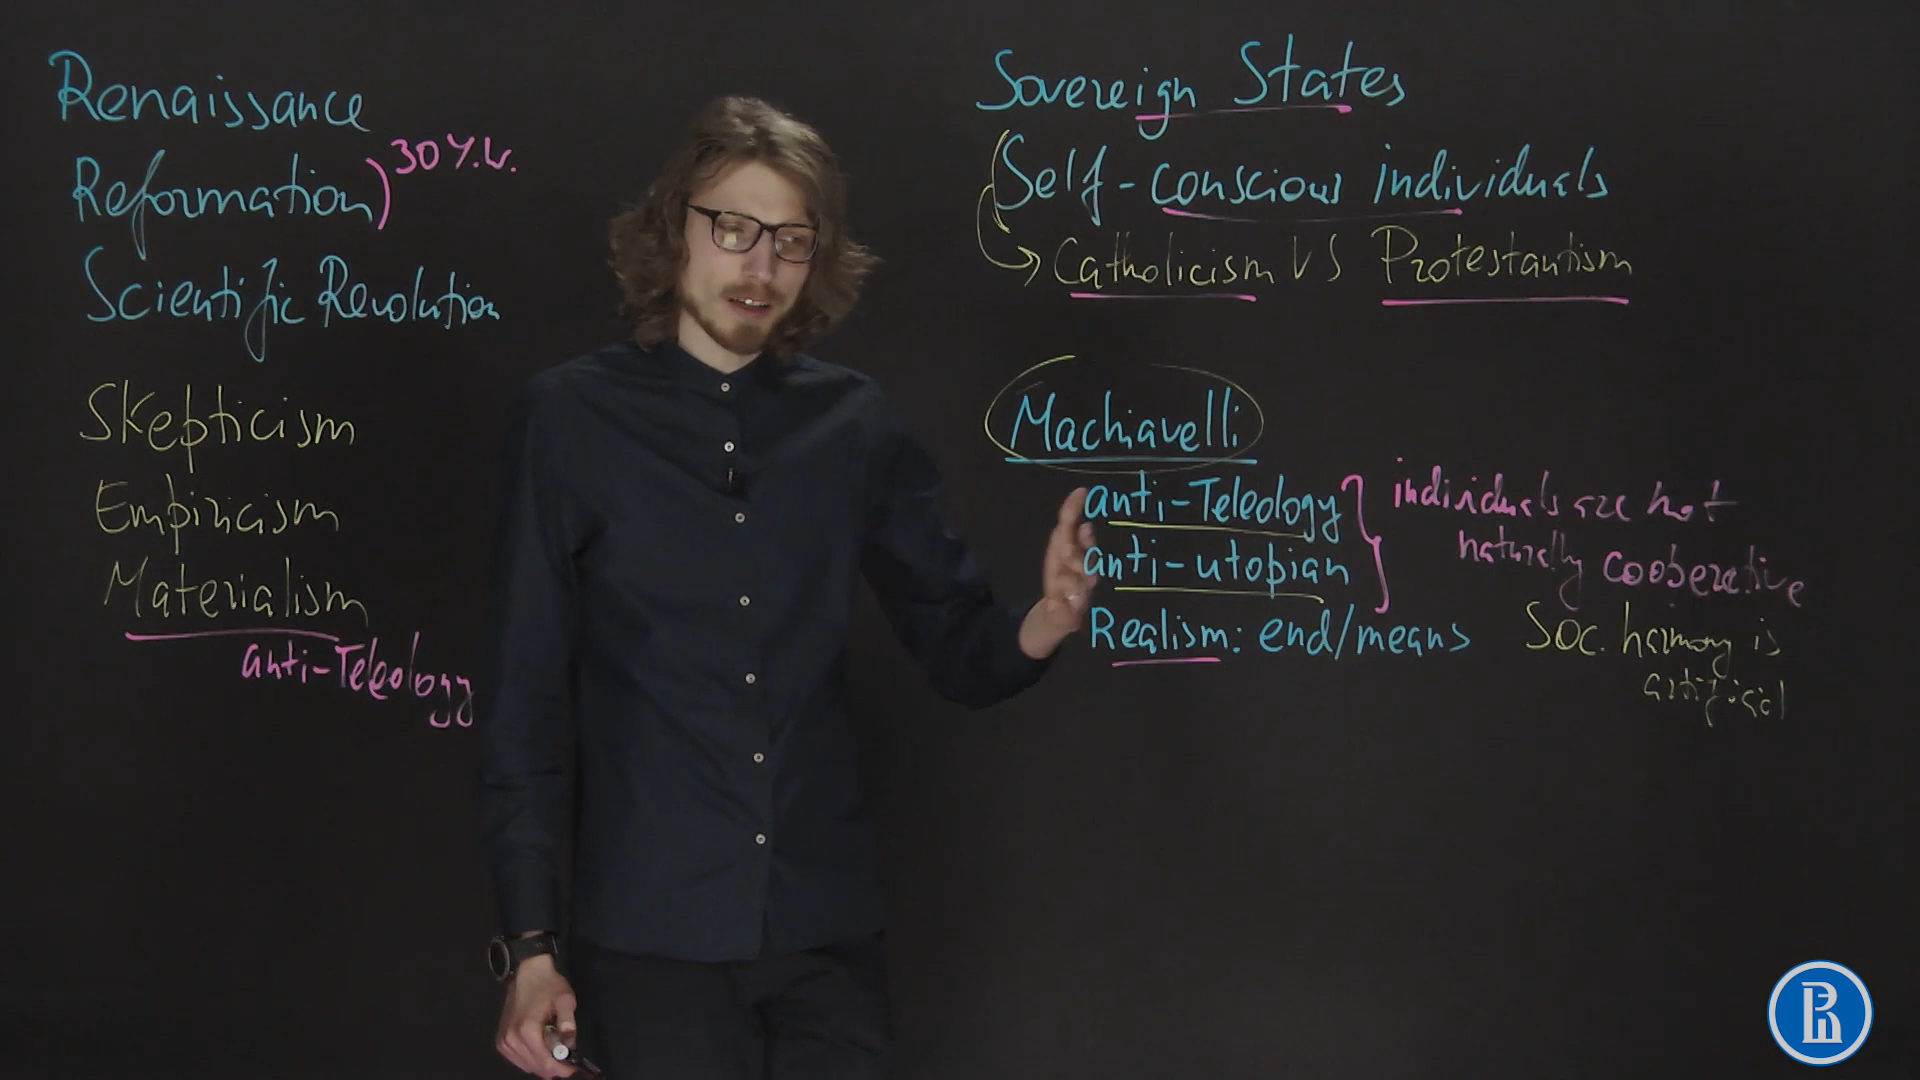 Renaissance
Reformation) 30 Y.W.
Scientific Revolution
Skepticism
Empiricism
Materialism
anti-Teleology
Sovereign States
Self-conscious individuals
Catholicism VS Protestantism
Machiavelli:
anti-Teleology
anti-utopian
Realism: end/means
individuals are not
naturally cooperative
Soc. harmony is
artificial